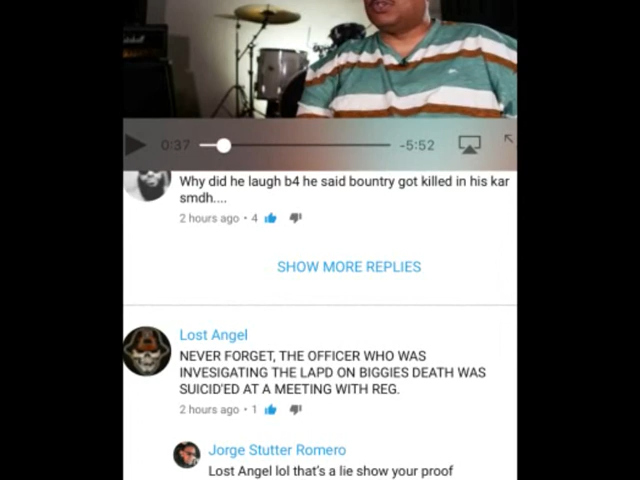 Marshall
0:37
-5:52
Why did he laugh b4 he said bountry got killed in his kar
smdh....
2 hours ago • 4
SHOW MORE REPLIES
Lost Angel
NEVER FORGET, THE OFFICER WHO WAS
INVESIGATING THE LAPD ON BIGGIES DEATH WAS
SUICID'ED AT A MEETING WITH REG.
2 hours ago • 1
Jorge Stutter Romero
Lost Angel lol that's a lie show your proof